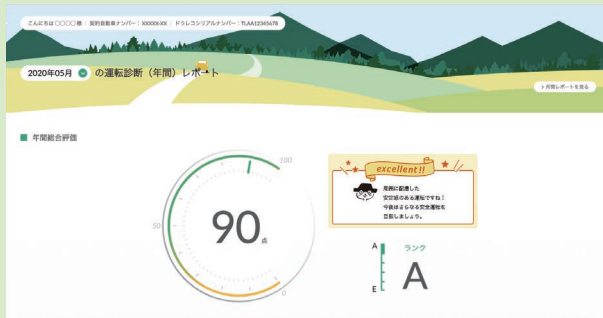 こんにちは 〇〇〇〇 様 ｜ 契約自動車ナンバー：XXXXX-XX ｜ ドラレコシリアルナンバー：TLAA12345678
2020年05月 の運転診断（年間）レポート
> 月間レポートを見る
年間総合評価
100
excellent!!
周囲に配慮した
安定感のある運転ですね！
今後はさらなる安全運転を
目指しましょう。
50
90点
A ランク
A
E
0